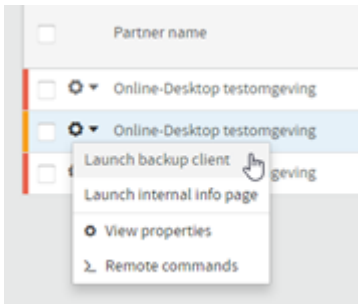 Partner name
Online-Desktop testomgeving
Online-Desktop testomgeving
Launch backup client
geving
Launch internal info page
View properties
Remote commands